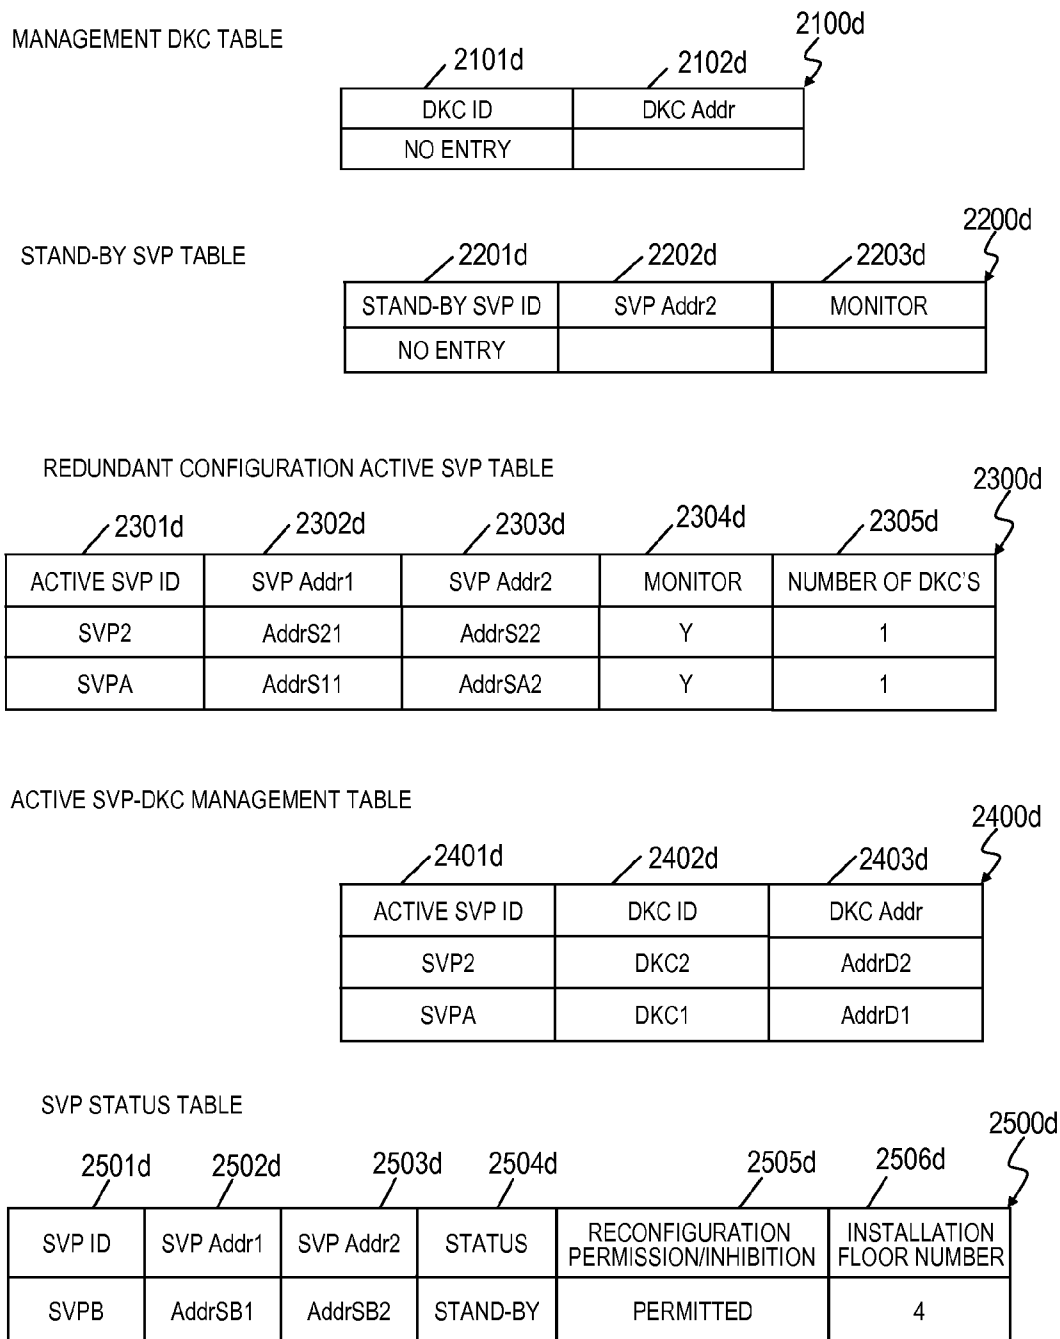 MANAGEMENT DKC TABLE
2100d
2101d 2102d
DKC ID DKC Addr
NO ENTRY
STAND-BY SVP TABLE
2200d
2201d 2202d 2203d
STAND-BY SVP ID SVP Addr2 MONITOR
NO ENTRY
REDUNDANT CONFIGURATION ACTIVE SVP TABLE
2300d
2301d 2302d 2303d 2304d 2305d
ACTIVE SVP ID SVP Addr1 SVP Addr2 MONITOR NUMBER OF DKC'S
SVP2 AddrS21 AddrS22 Y 1
SVPA AddrS11 AddrSA2 Y 1
ACTIVE SVP-DKC MANAGEMENT TABLE
2400d
2401d 2402d 2403d
ACTIVE SVP ID DKC ID DKC Addr
SVP2 DKC2 AddrD2
SVPA DKC1 AddrD1
SVP STATUS TABLE
2500d
2501d 2502d 2503d 2504d 2505d 2506d
SVP ID SVP Addr1 SVP Addr2 STATUS RECONFIGURATION PERMISSION/INHIBITION INSTALLATION FLOOR NUMBER
SVPB AddrSB1 AddrSB2 STAND-BY PERMITTED 4